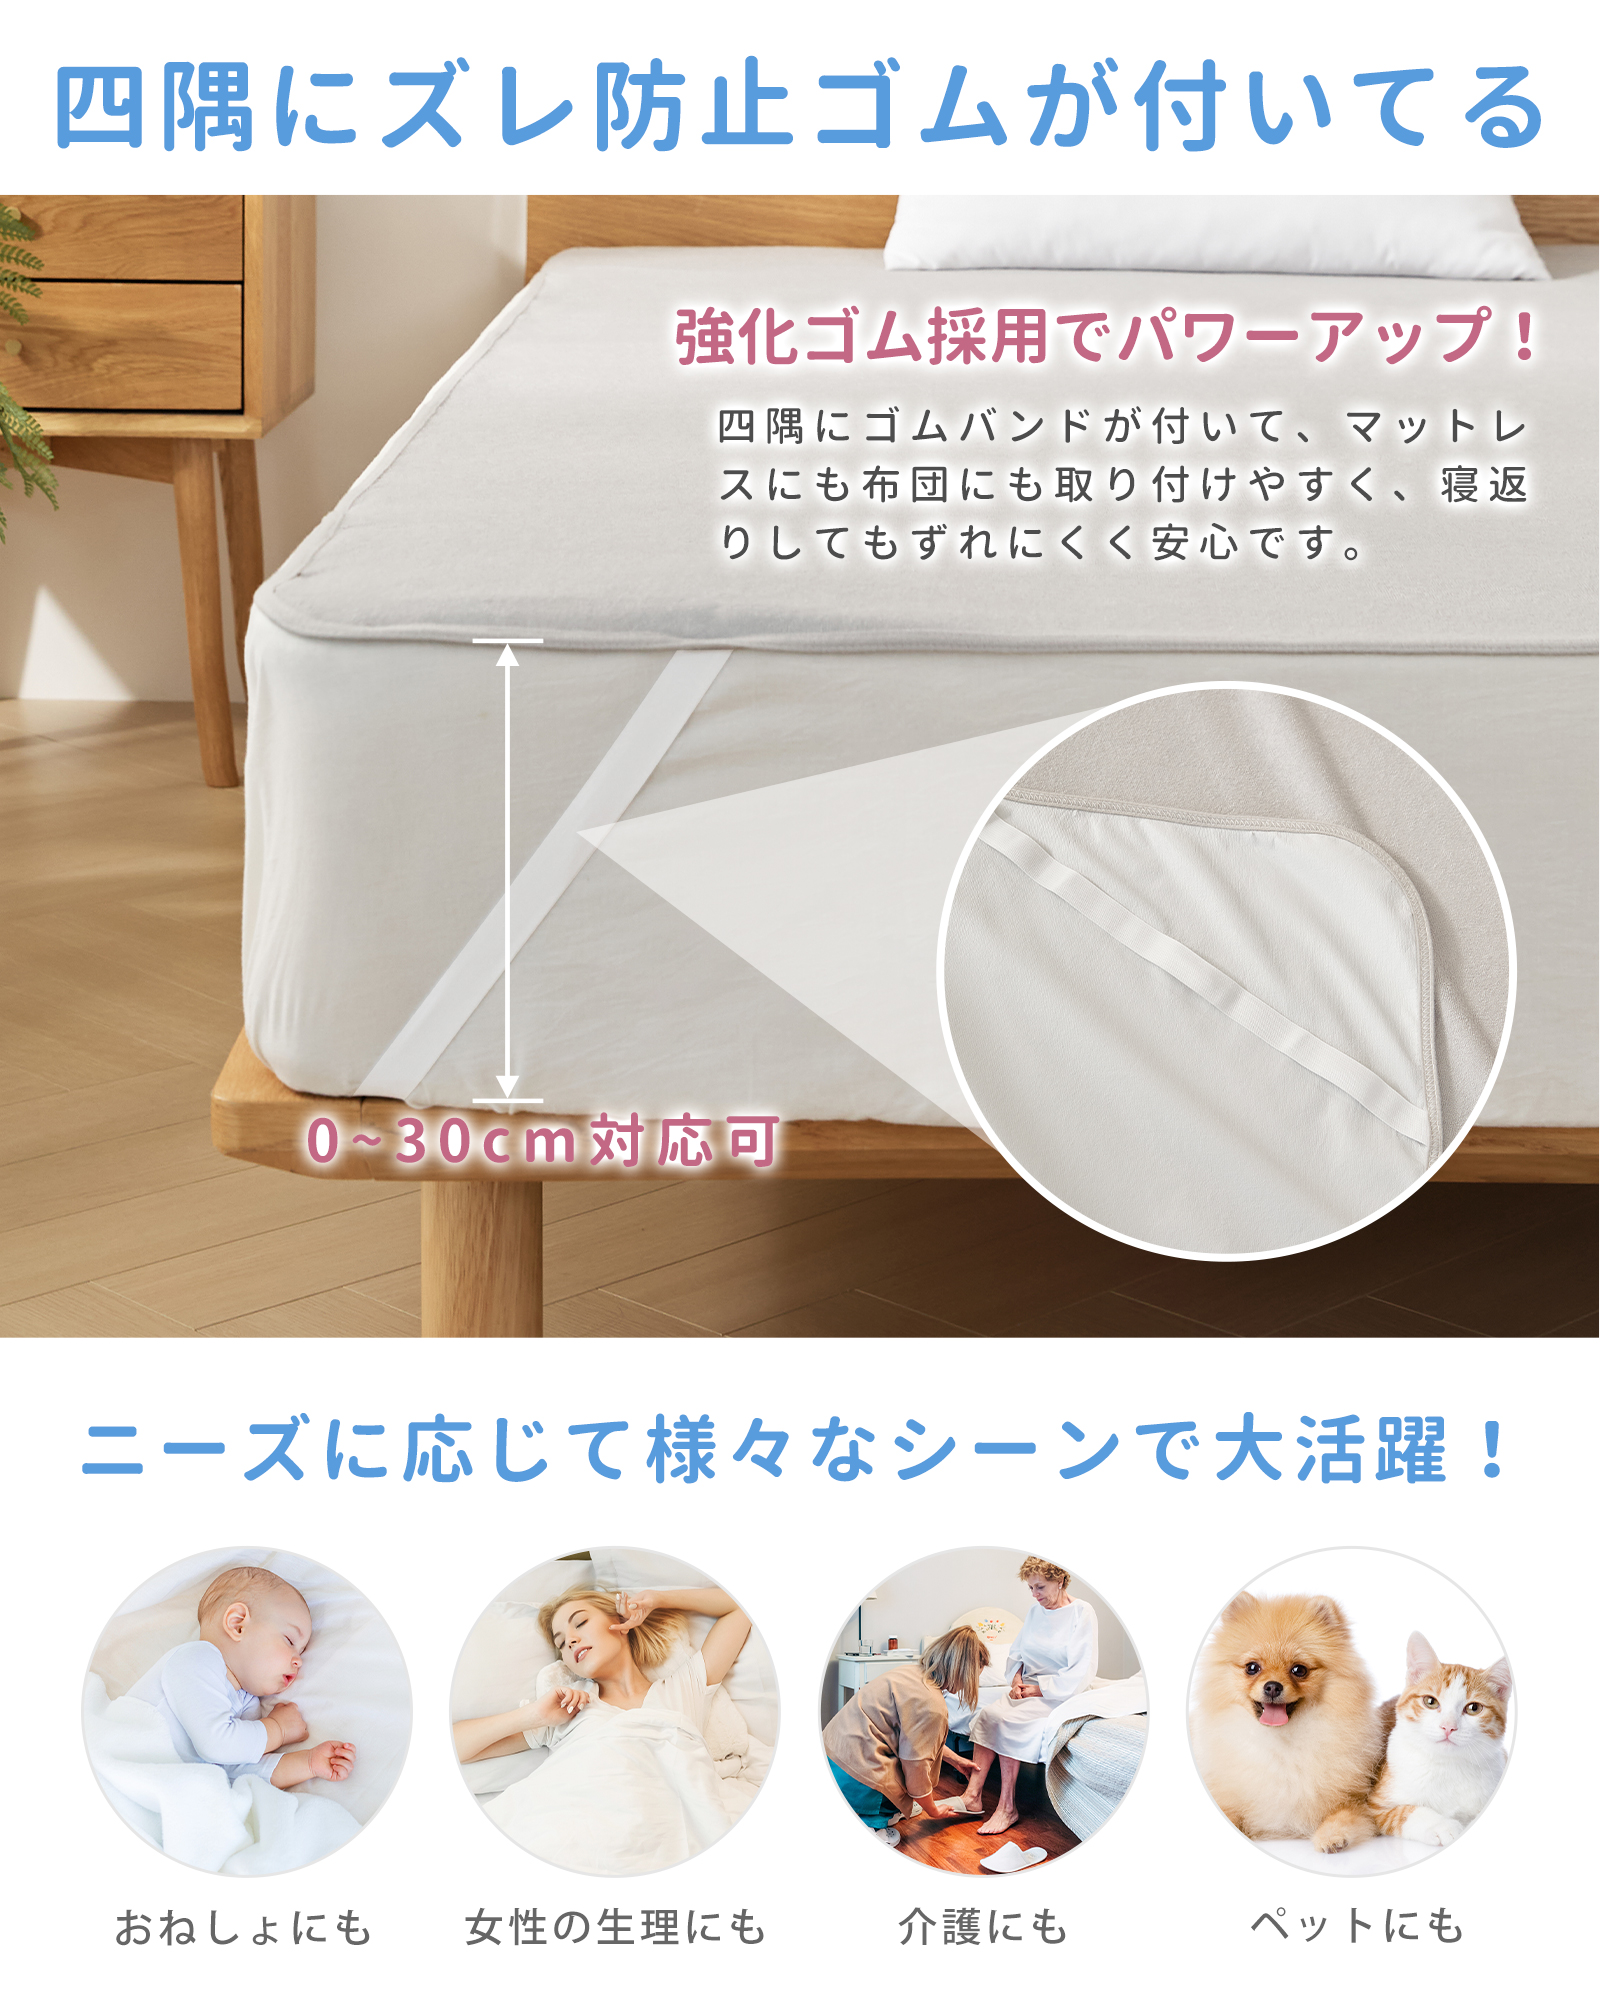 四隅にズレ防止ゴムが付いてる
強化ゴム採用でパワーアップ！
四隅にゴムバンドが付いて、マットレ
スにも布団にも取り付けやすく、寝返
りしてもずれにくく安心です。
0~30cm対応可
ニーズに応じて様々なシーンで大活躍！
おねしょにも
女性の生理にも
介護にも
ペットにも